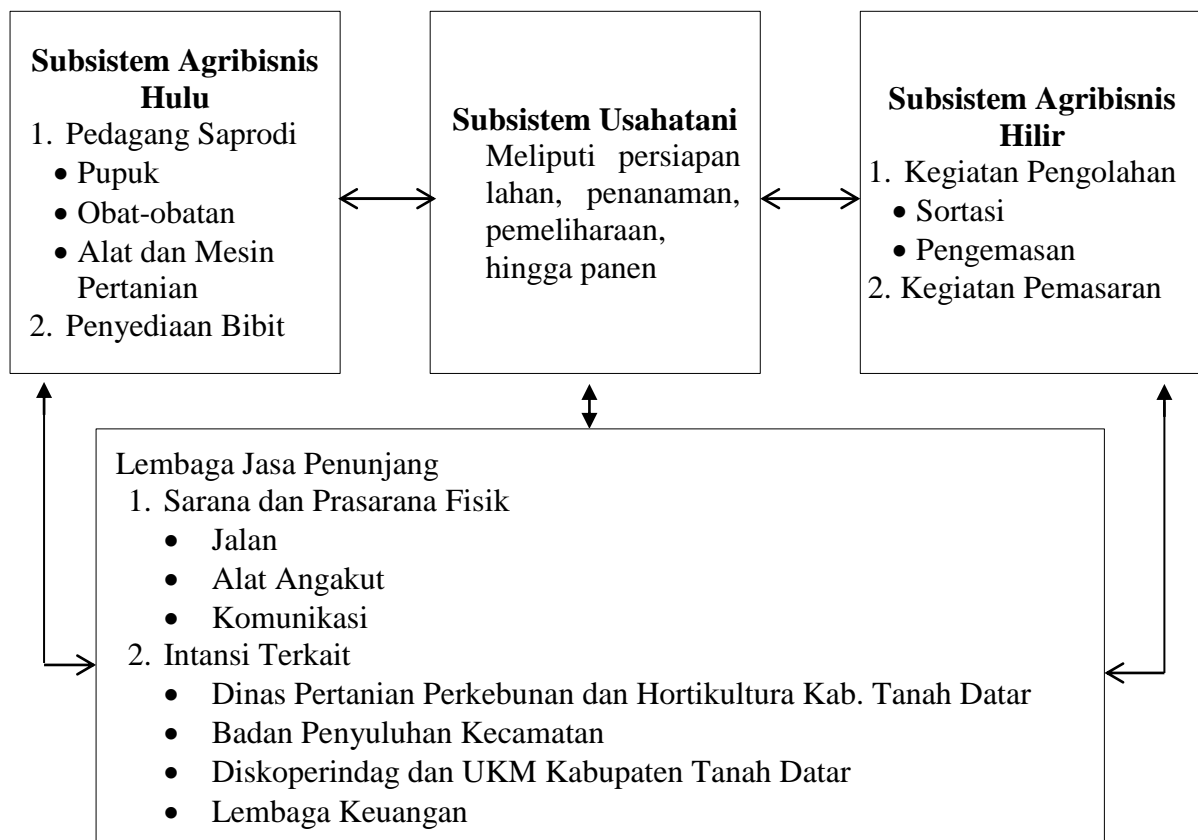 Subsistem Agribisnis
Hulu
1. Pedagang Saprodi
• Pupuk
• Obat-obatan
• Alat dan Mesin
Pertanian
2. Penyediaan Bibit
Subsistem Usahatani
Meliputi persiapan
lahan, penanaman,
pemeliharaan,
hingga panen
Subsistem Agribisnis
Hilir
1. Kegiatan Pengolahan
• Sortasi
• Pengemasan
2. Kegiatan Pemasaran
Lembaga Jasa Penunjang
1. Sarana dan Prasarana Fisik
• Jalan
• Alat Angakut
• Komunikasi
2. Intansi Terkait
• Dinas Pertanian Perkebunan dan Hortikultura Kab. Tanah Datar
• Badan Penyuluhan Kecamatan
• Diskoperindag dan UKM Kabupaten Tanah Datar
• Lembaga Keuangan